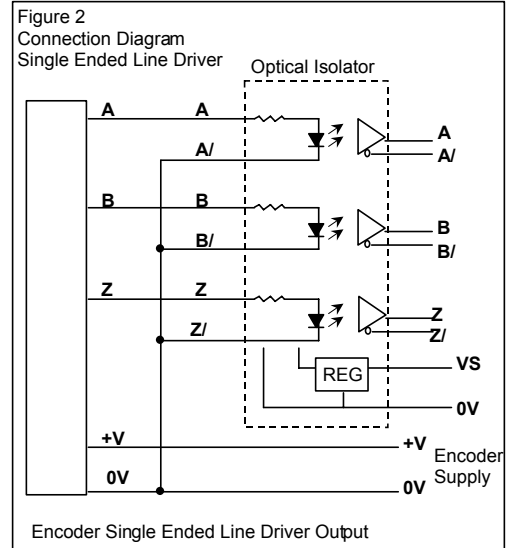 Figure 2
Connection Diagram
Single Ended Line Driver
Optical Isolator
A A A
A/ A/
B B B
B/ B/
Z Z Z
Z/ Z/
REG VS
0V
+V +V
Encoder
Supply
0V 0V
Encoder Single Ended Line Driver Output